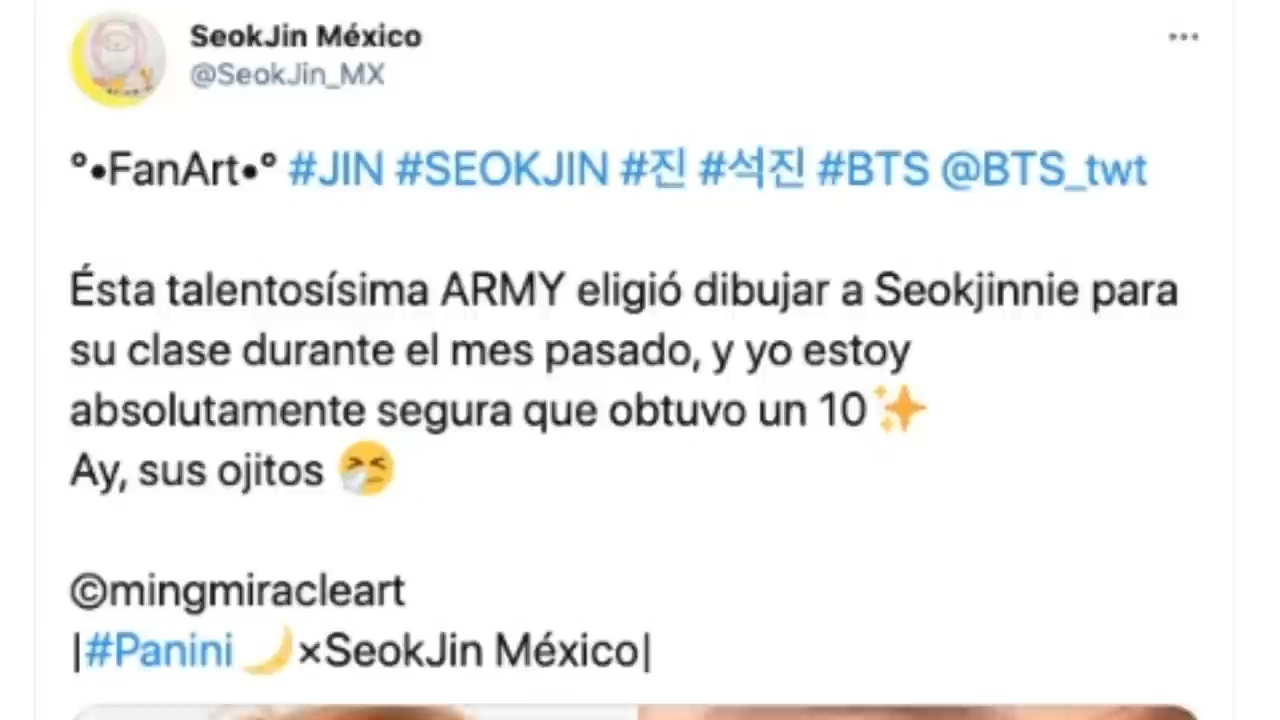 SeokJin México
@SeokJin_MX
°•FanArt•° #JIN #SEOKJIN #진 #석진 #BTS @BTS_twt
Ésta talentosísima ARMY eligió dibujar a Seokjinnie para
su clase durante el mes pasado, y yo estoy
absolutamente segura que obtuvo un 10✨
Ay, sus ojitos 🤧
©mingmiracleart
|#Panini🌙×SeokJin México|